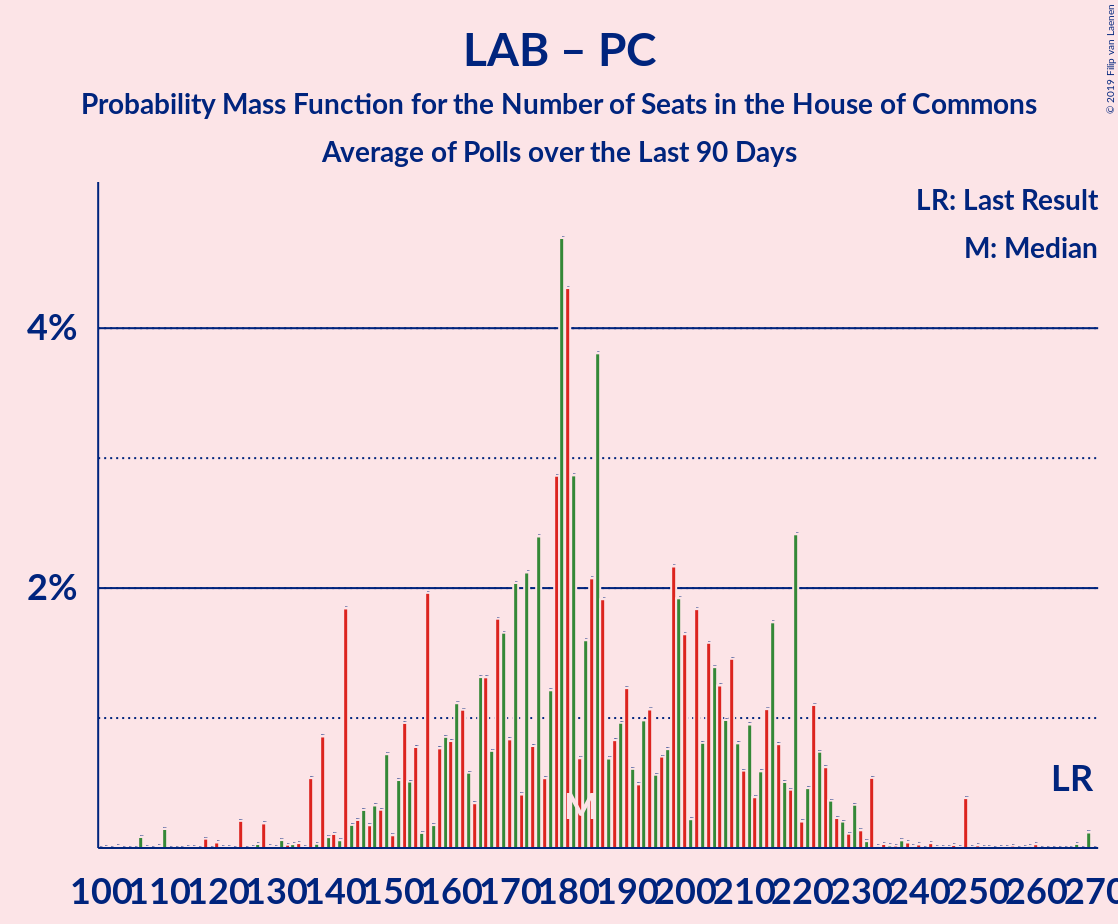 LAB – PC
Probability Mass Function for the Number of Seats in the House of Commons
Average of Polls over the Last 90 Days
© 2019 Filip van Laenen
LR: Last Result
M: Median
4%
2%
LR
M
100 110 120 130 140 150 160 170 180 190 200 210 220 230 240 250 260 270